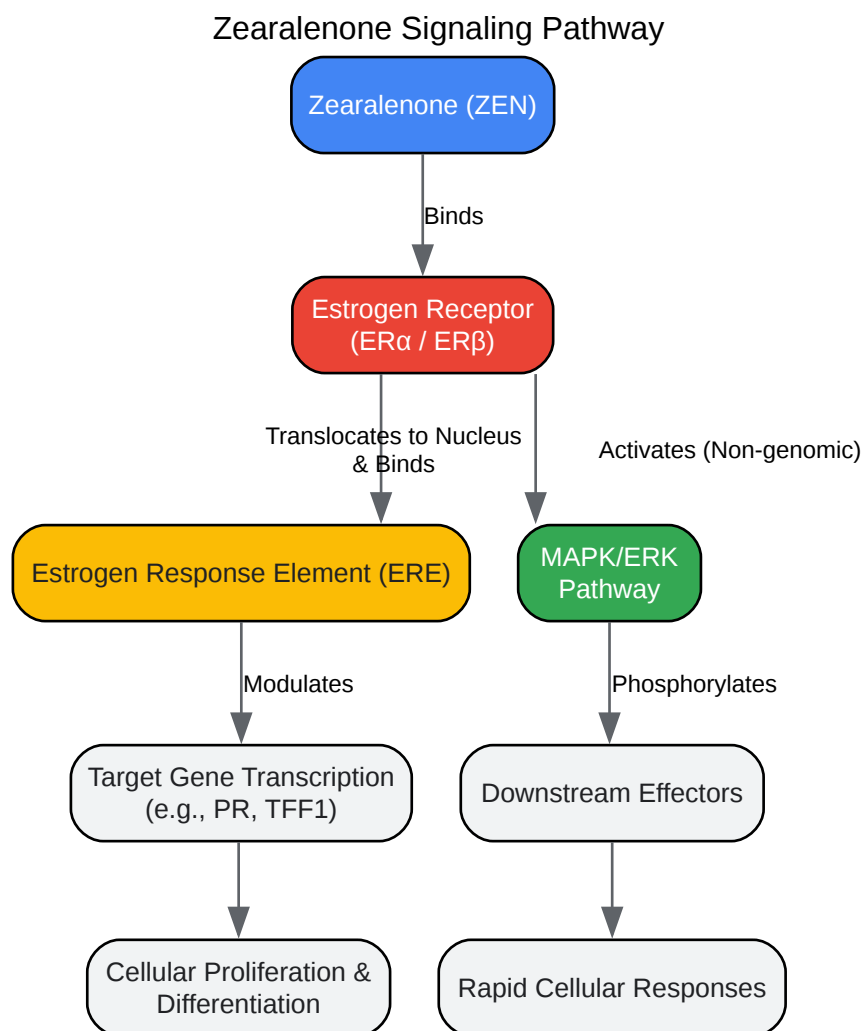 Zearalenone Signaling Pathway
Zearalenone (ZEN)
Binds
Estrogen Receptor
(ERα / ERβ)
Translocates to Nucleus
& Binds
Activates (Non-genomic)
Estrogen Response Element (ERE)
MAPK/ERK
Pathway
Modulates
Phosphorylates
Target Gene Transcription
(e.g., PR, TFF1)
Downstream Effectors
Cellular Proliferation &
Differentiation
Rapid Cellular Responses